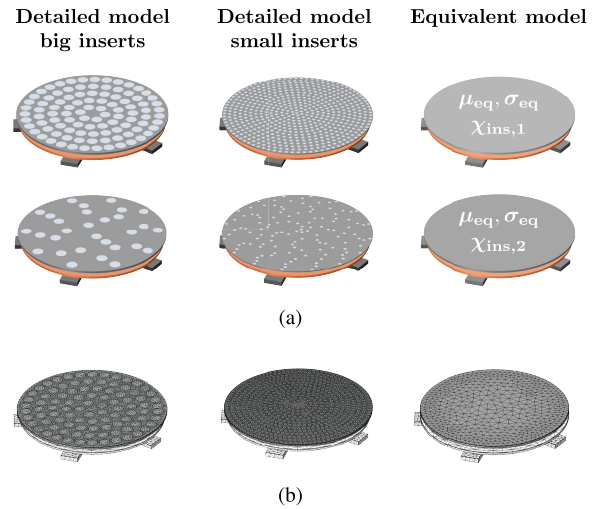 Detailed model
big inserts
Detailed model
small inserts
Equivalent model
μeq, σeq
χins,1
μeq, σeq
χins,2
(a)
(b)